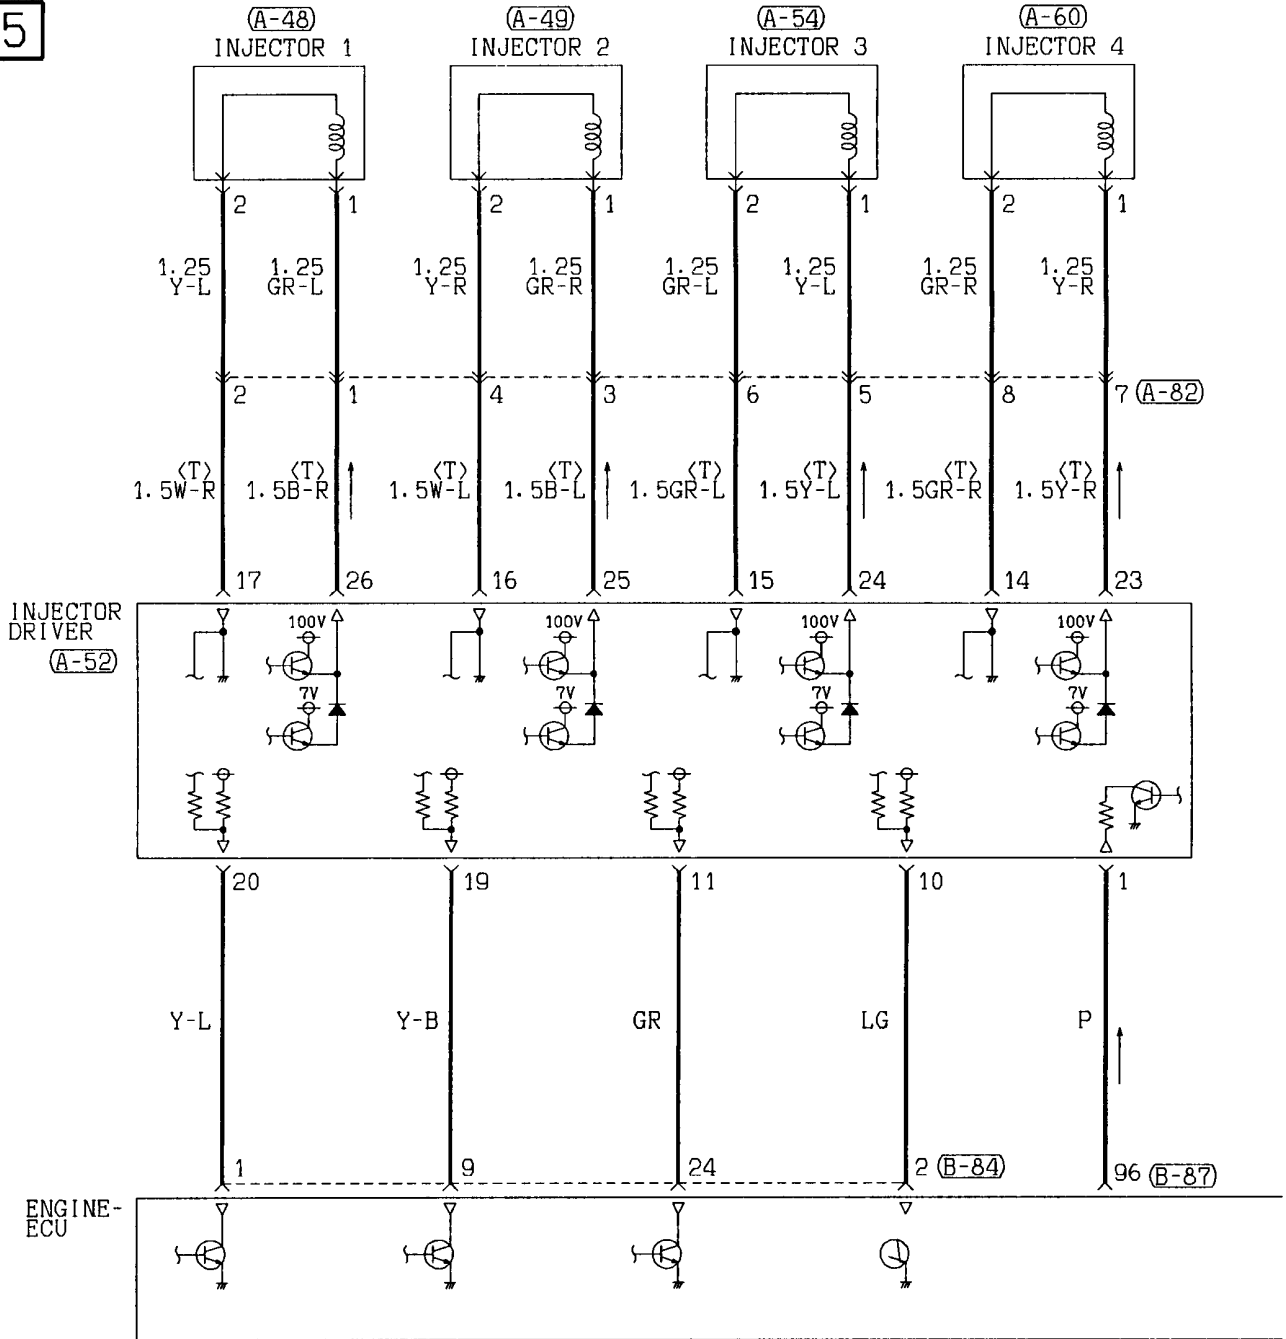 5
A-48 A-49 A-54 A-60
INJECTOR 1 INJECTOR 2 INJECTOR 3 INJECTOR 4
2 1 2 1 2 1 2 1
1.25 1.25 1.25 1.25 1.25 1.25 1.25 1.25
Y-L GR-L Y-R GR-R GR-L Y-L GR-R Y-R
2 1 4 3 6 5 8 7 A-82
<T> <T> <T> <T> <T> <T> <T> <T>
1.5W-R 1.5B-R 1.5W-L 1.5B-L 1.5GR-L 1.5Y-L 1.5GR-R 1.5Y-R
17 26 16 25 15 24 14 23
INJECTOR
DRIVER
A-52
100V 100V 100V 100V
7V 7V 7V 7V
20 19 11 10 1
Y-L Y-B GR LG P
1 9 24 2 B-84 96 B-87
ENGINE-
ECU